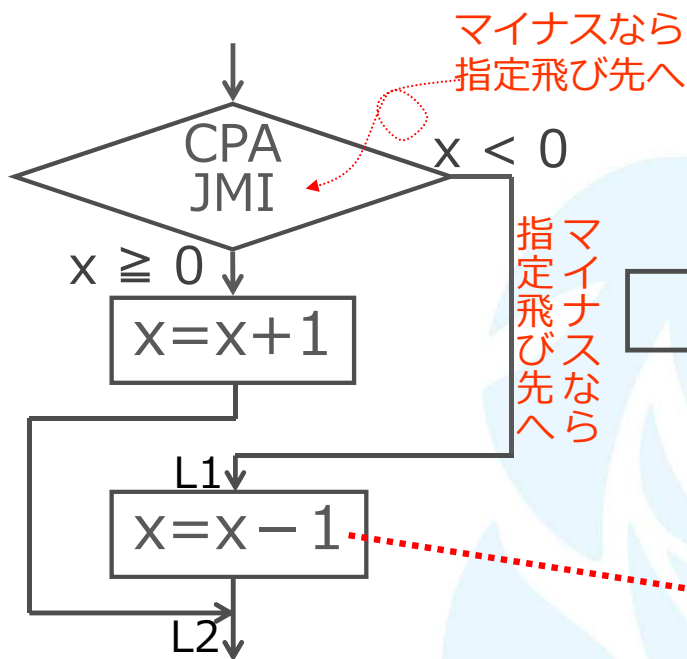 マイナスなら
指定飛び先へ
CPA
JMI
x < 0
x ≧ 0
マイナスなら
指定飛び先へ
x=x+1
L1
x=x－1
L2